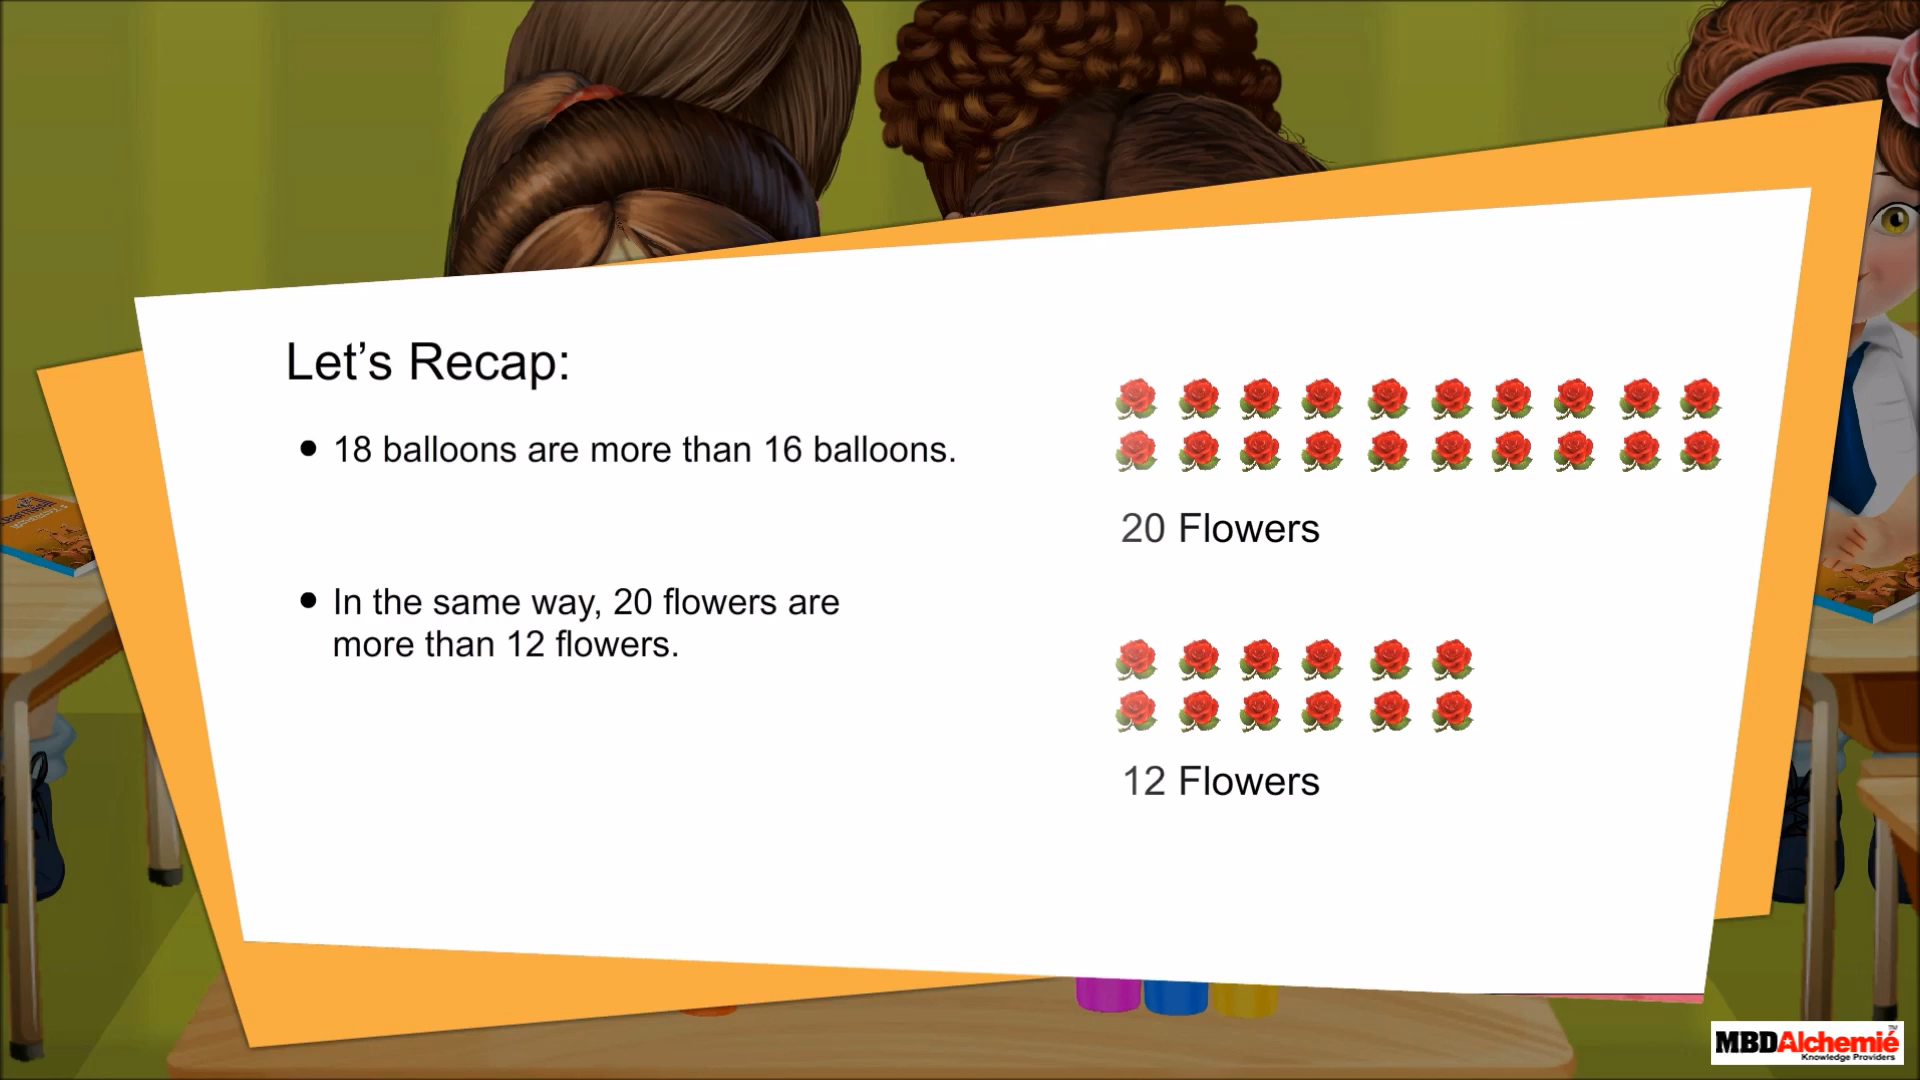 Let’s Recap:
● 18 balloons are more than 16 balloons.
● In the same way, 20 flowers are
more than 12 flowers.
20 Flowers
12 Flowers
MBDAlchemié™
Knowledge Providers